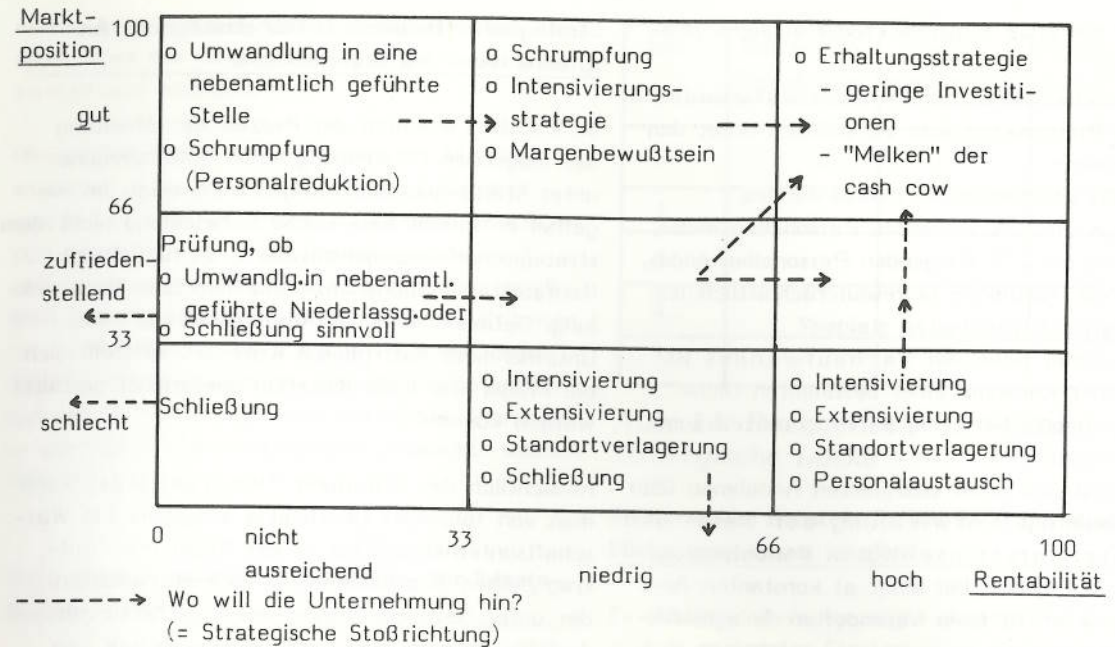 Markt-
position
100
o Umwandlung in eine
nebenamtlich geführte
Stelle
o Schrumpfung
(Personalreduktion)
o Schrumpfung
o Intensivierungs-
strategie
o Margenbewußtsein
o Erhaltungsstrategie
- geringe Investiti-
onen
- "Melken" der
cash cow
gut
66
zufrieden-
stellend
Prüfung, ob
o Umwandlg.in nebenamtl.
geführte Niederlassg.oder
o Schließung sinnvoll
33
schlecht
Schließung
o Intensivierung
o Extensivierung
o Standortverlagerung
o Schließung
o Intensivierung
o Extensivierung
o Standortverlagerung
o Personalaustausch
0 nicht 33 66 100
ausreichend niedrig hoch Rentabilität
Wo will die Unternehmung hin?
(= Strategische Stoßrichtung)